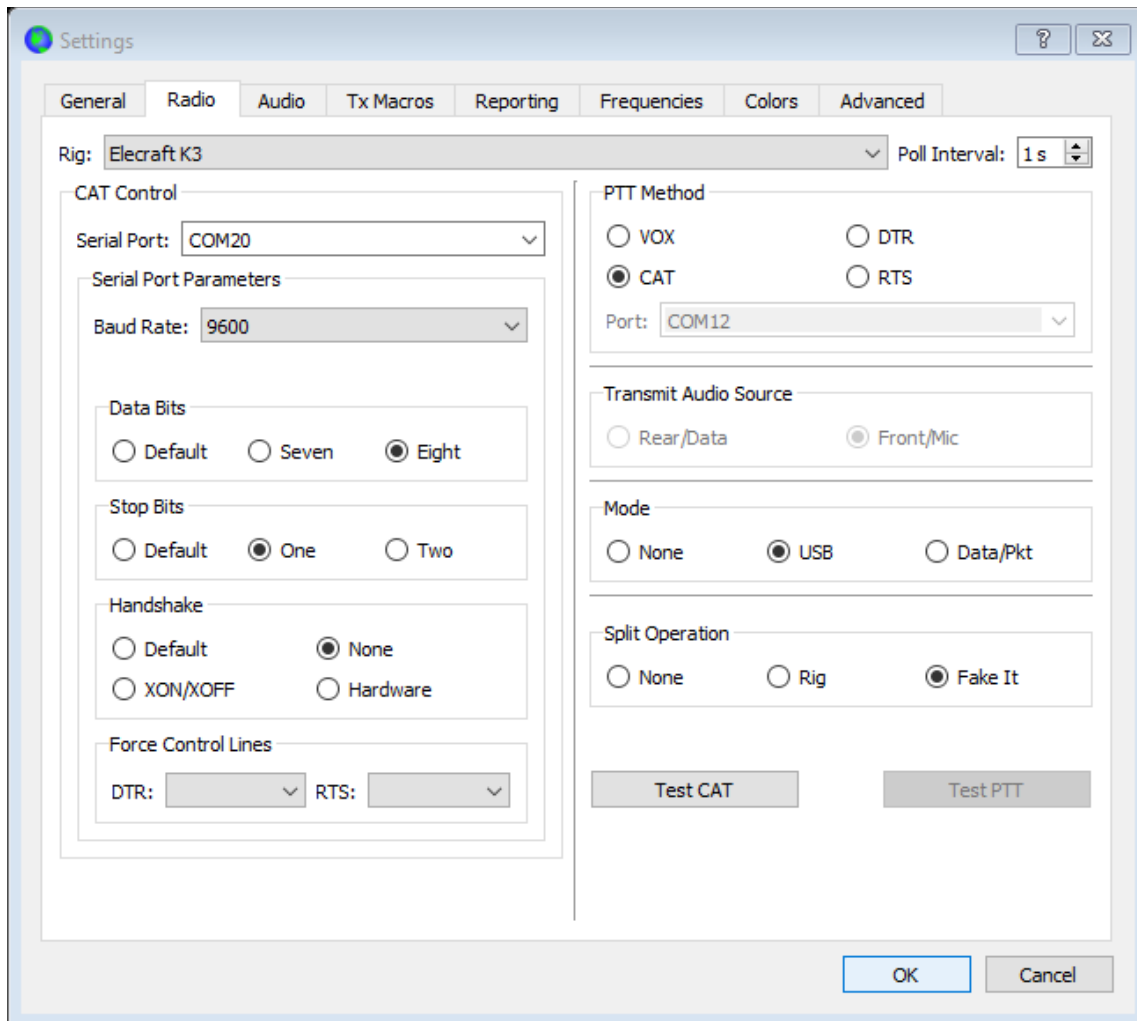 Settings
General Radio Audio Tx Macros Reporting Frequencies Colors Advanced
Rig: Elecraft K3 Poll Interval: 1 s
CAT Control
Serial Port: COM20
Serial Port Parameters
Baud Rate: 9600
Data Bits
Default Seven Eight
Stop Bits
Default One Two
Handshake
Default None
XON/XOFF Hardware
Force Control Lines
DTR: RTS:
PTT Method
VOX DTR
CAT RTS
Port: COM12
Transmit Audio Source
Rear/Data Front/Mic
Mode
None USB Data/Pkt
Split Operation
None Rig Fake It
Test CAT Test PTT
OK Cancel